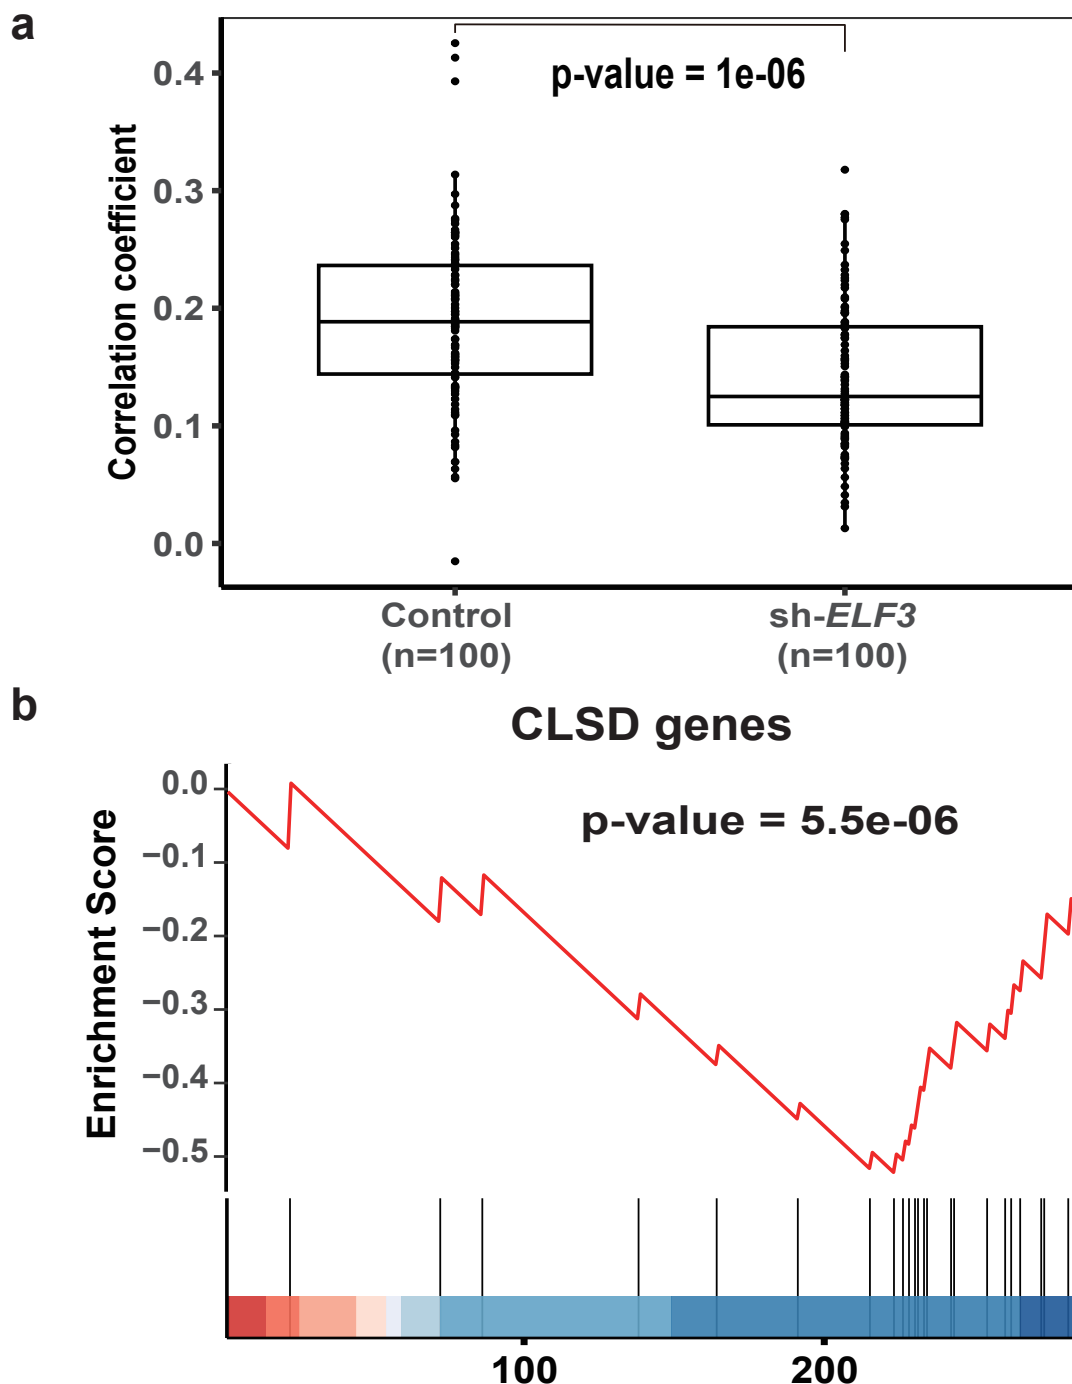 a
p-value = 1e-06
Correlation coefficient
0.4
0.3
0.2
0.1
0.0
Control
(n=100)
sh-ELF3
(n=100)
b
CLSD genes
p-value = 5.5e-06
Enrichment Score
0.0
−0.1
−0.2
−0.3
−0.4
−0.5
100
200